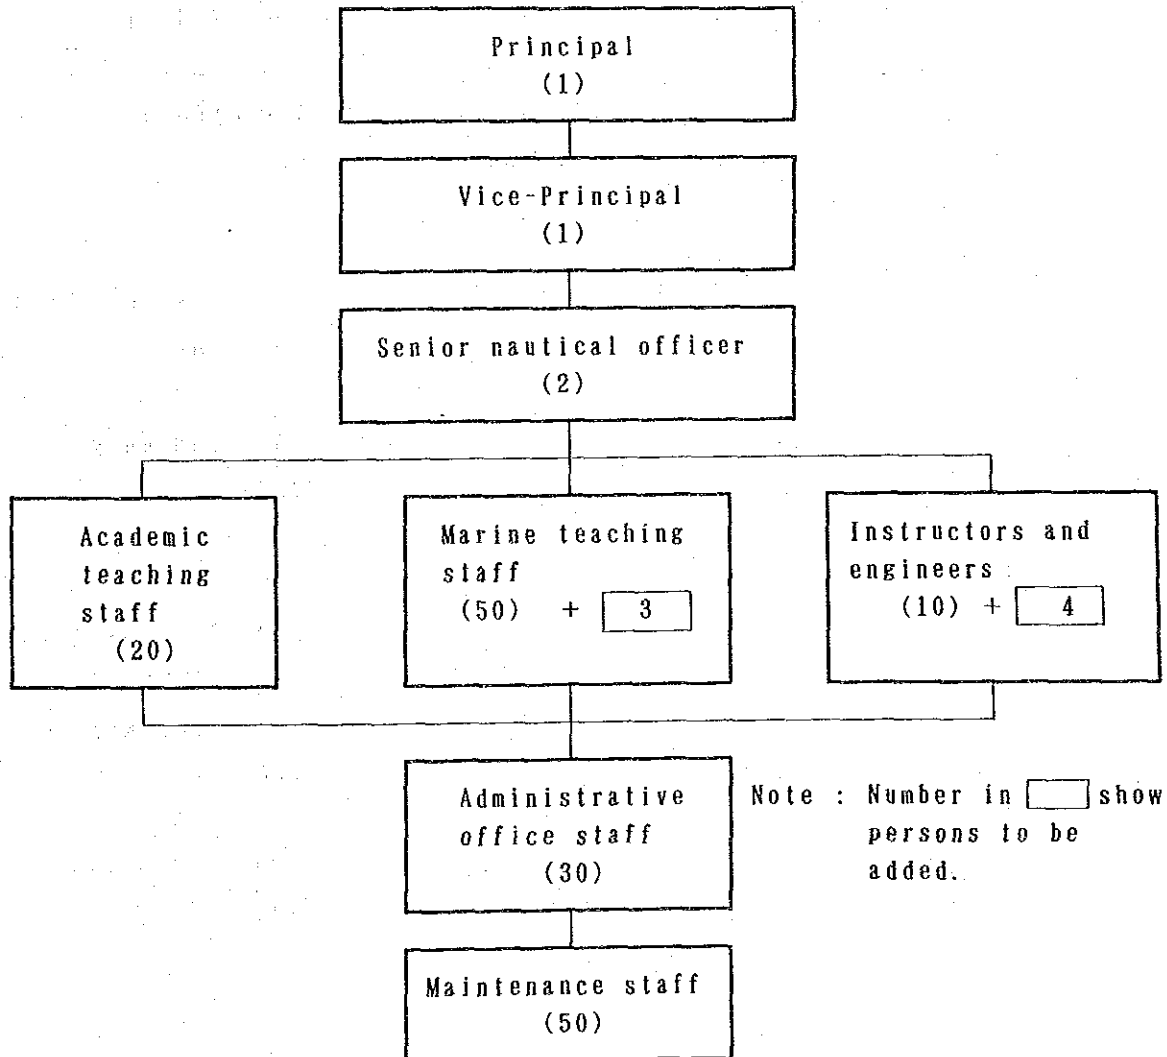 Principal
(1)
Vice-Principal
(1)
Senior nautical officer
(2)
Academic
teaching
staff
(20)
Marine teaching
staff
(50) + 3
Instructors and
engineers
(10) + 4
Administrative
office staff
(30)
Note : Number in show
persons to be
added.
Maintenance staff
(50)